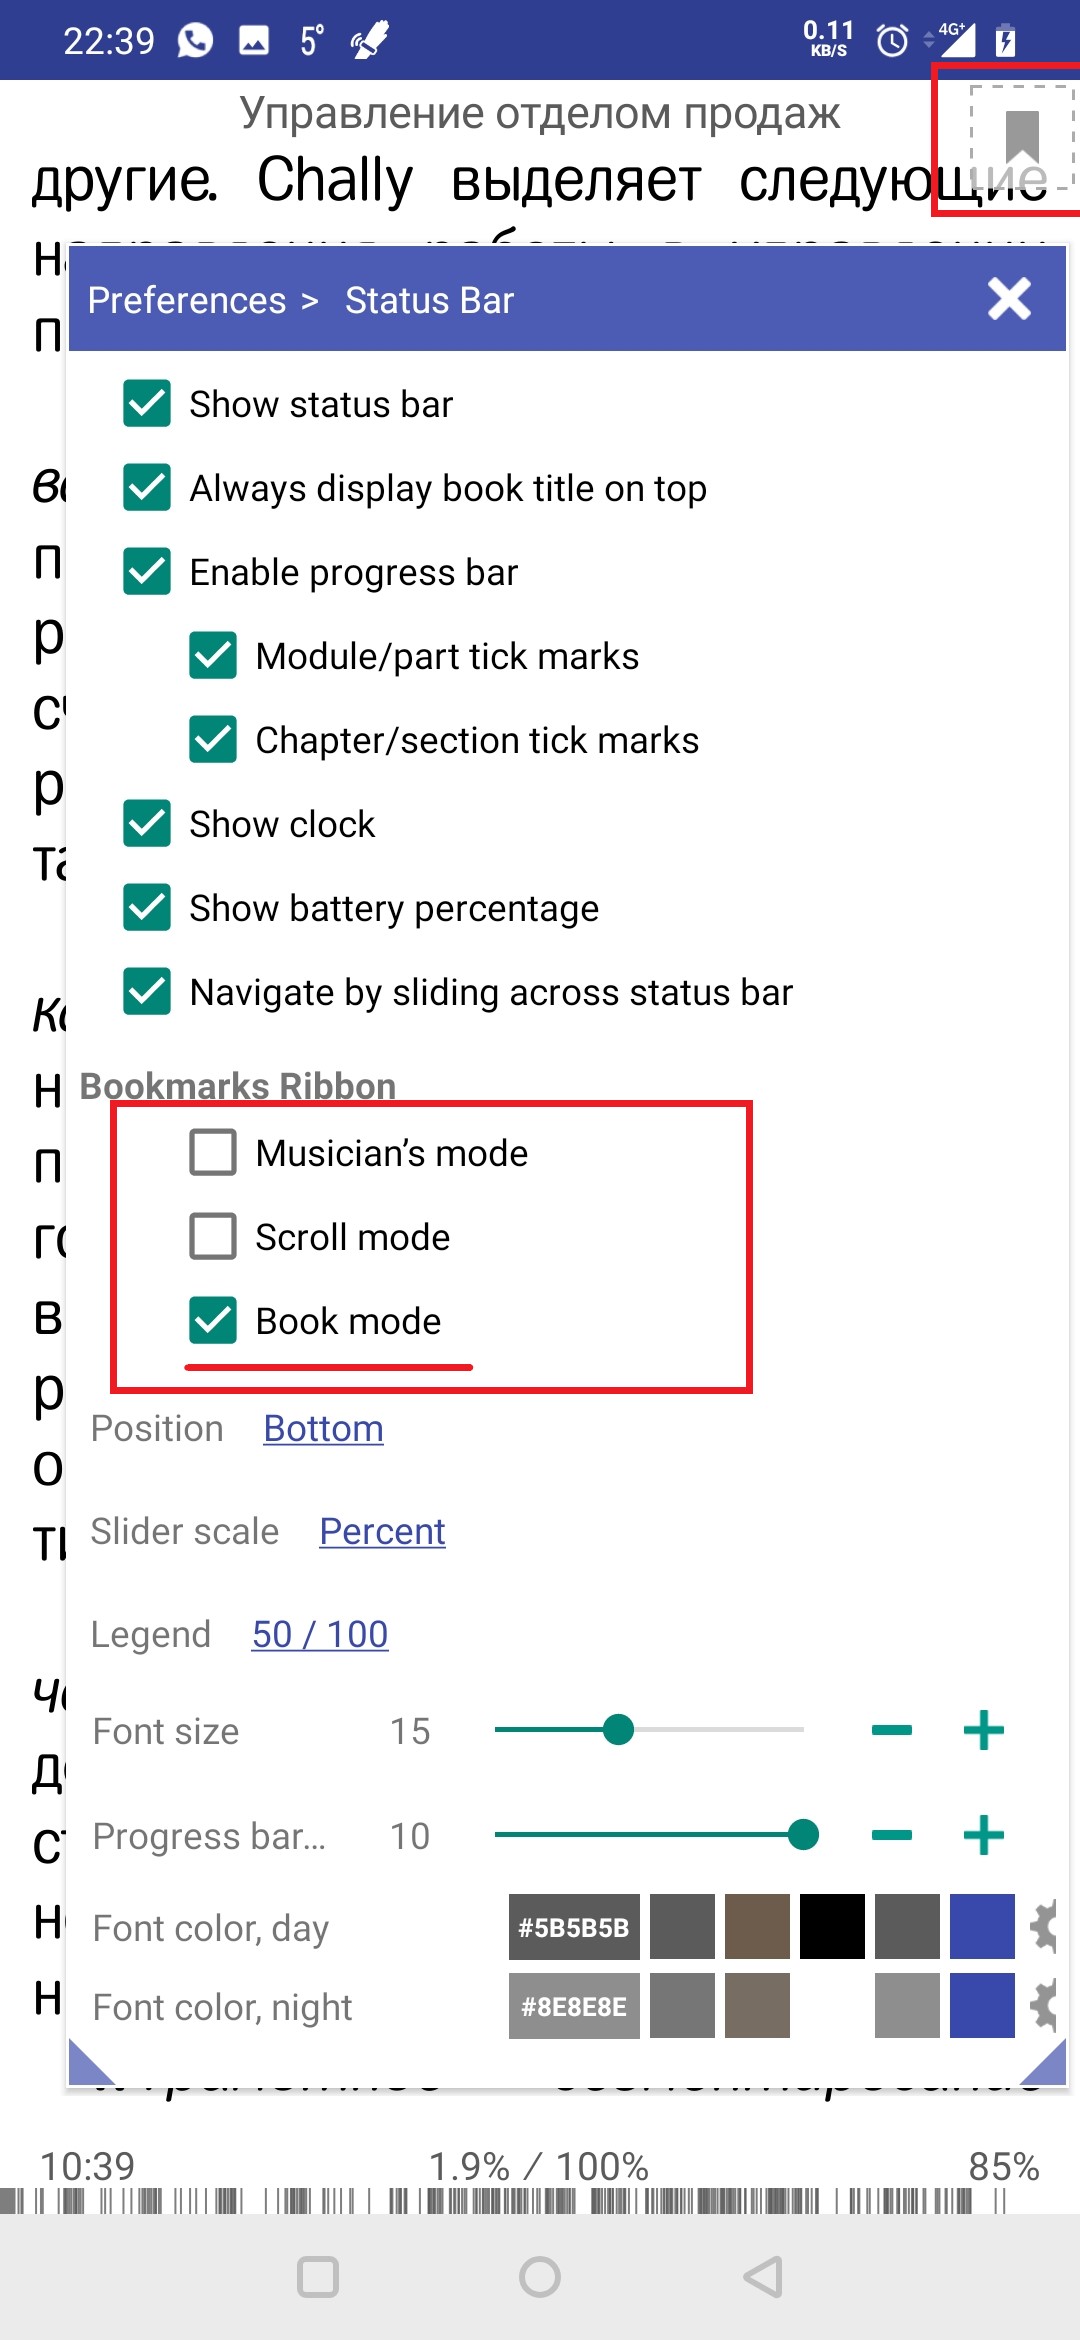 22:39 5° 0.11 KB/S 4G+
Управление отделом продаж
другие. Chally выделяет следующие
Preferences > Status Bar
Show status bar
Always display book title on top
Enable progress bar
Module/part tick marks
Chapter/section tick marks
Show clock
Show battery percentage
Navigate by sliding across status bar
Bookmarks Ribbon
Musician’s mode
Scroll mode
Book mode
Position Bottom
Slider scale Percent
Legend 50 / 100
Font size 15
Progress bar... 10
Font color, day #5B5B5B
Font color, night #8E8E8E
10:39 1.9% / 100% 85%